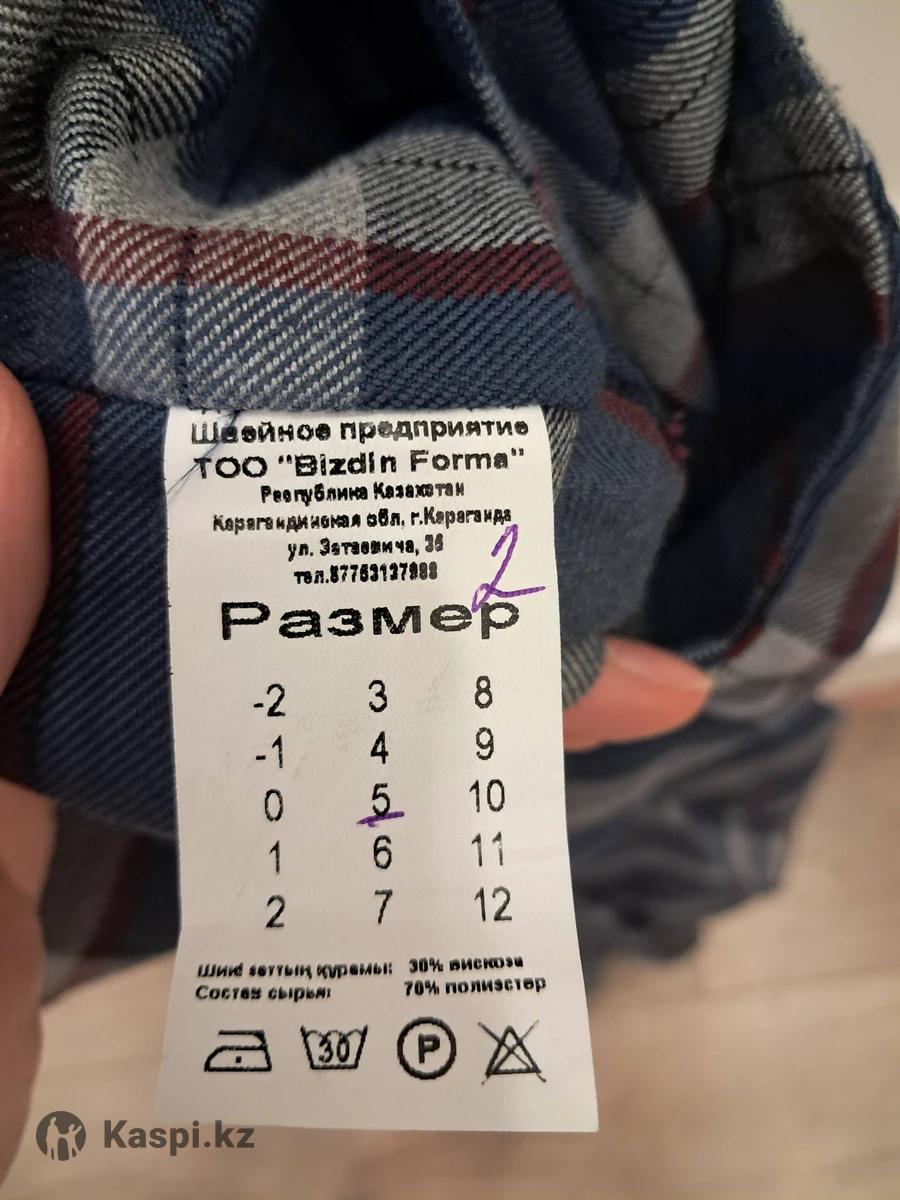 Швейное предприятие
ТОО "Bizdin Forma"
Республика Казахстан
Карагандинская обл, г.Караганда
ул. Затаевича, 36
тел.87763127988
2
Размер
-2 3 8
-1 4 9
0 5 10
1 6 11
2 7 12
Шикі заттың құрамы: 30% вискоза
Состав сырья: 70% полиэстер
30 P
Kaspi.kz